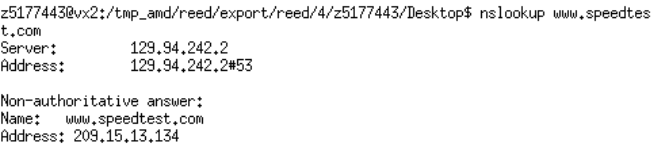 z5177443@vx2:/tmp_amd/reed/export/reed/4/z5177443/Desktop$ nslookup www.speedtes
t.com
Server:         129.94.242.2
Address:        129.94.242.2#53

Non-authoritative answer:
Name:   www.speedtest.com
Address: 209.15.13.134